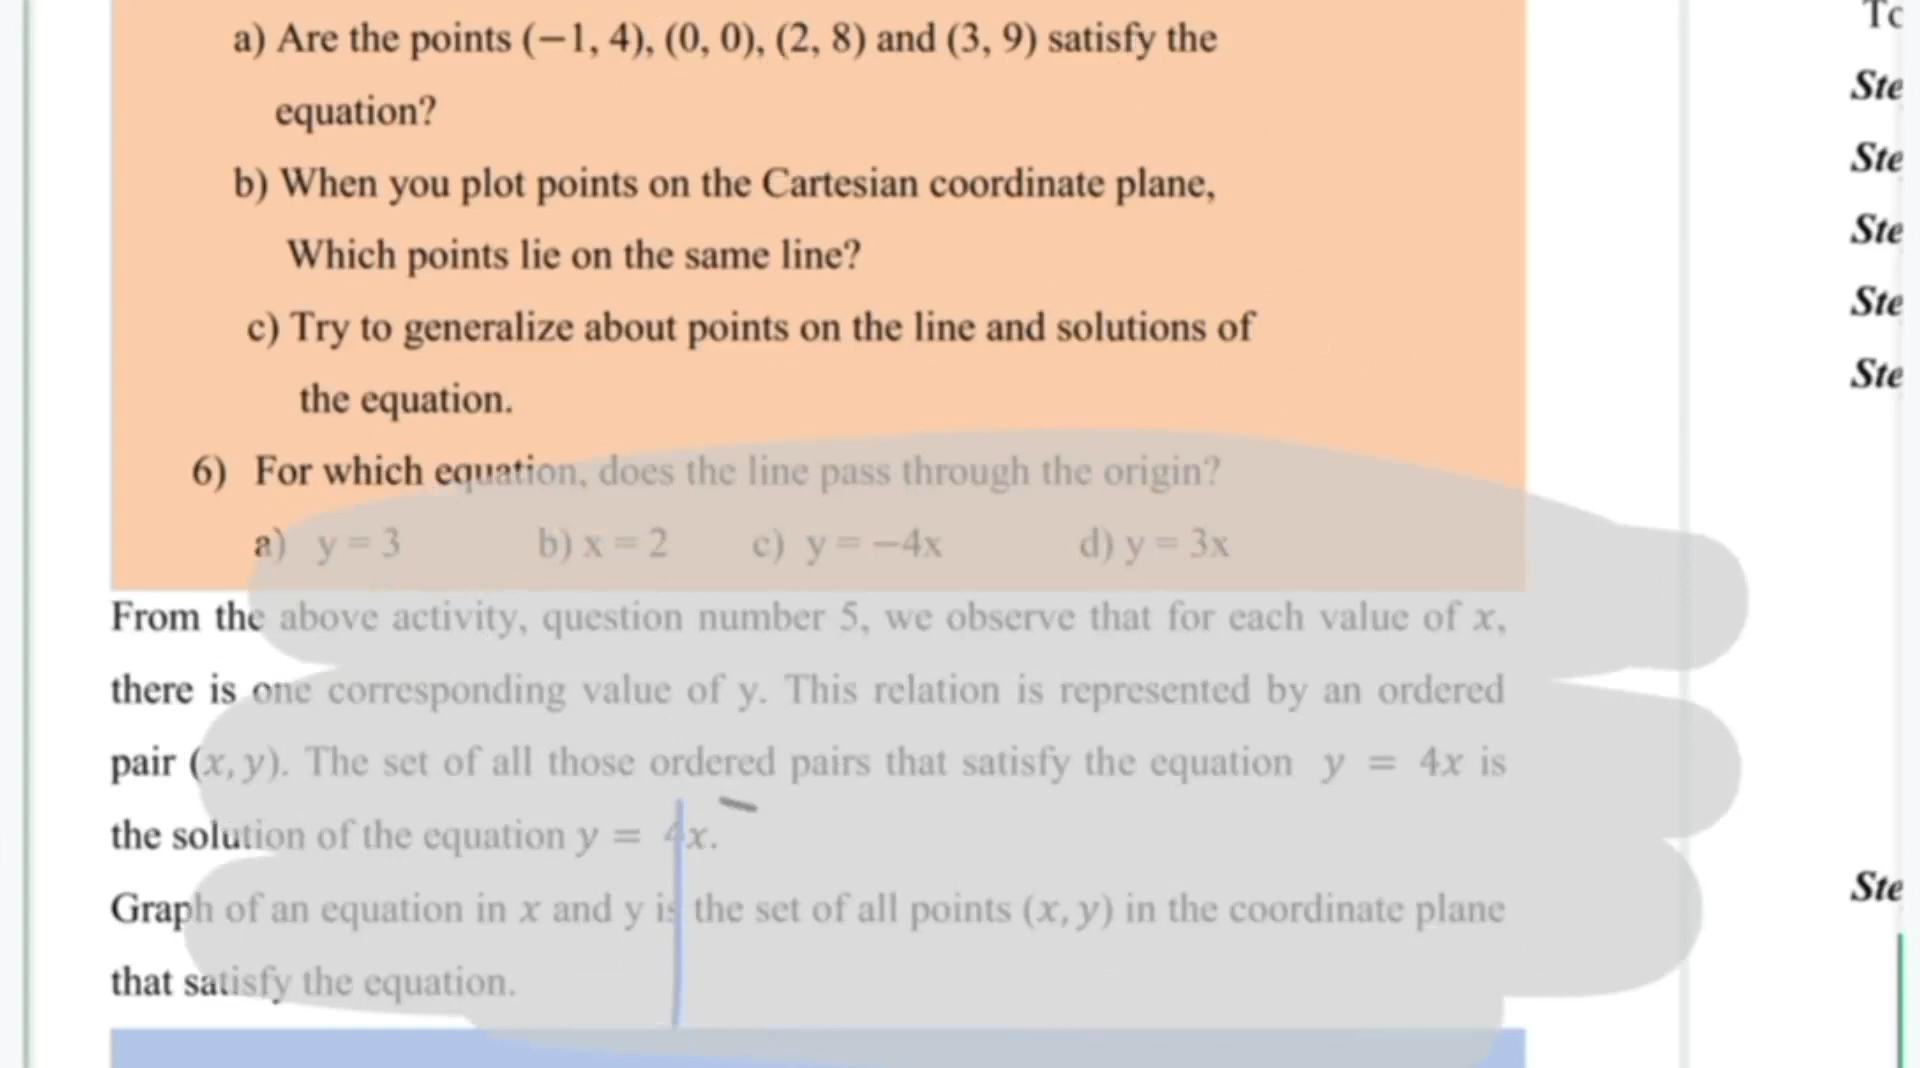 a) Are the points (−1, 4), (0, 0), (2, 8) and (3, 9) satisfy the
equation?
b) When you plot points on the Cartesian coordinate plane,
Which points lie on the same line?
c) Try to generalize about points on the line and solutions of
the equation.
6) For which equation, does the line pass through the origin?
a) y = 3 b) x = 2 c) y = −4x d) y = 3x
From the above activity, question number 5, we observe that for each value of x,
there is one corresponding value of y. This relation is represented by an ordered
pair (x, y). The set of all those ordered pairs that satisfy the equation y = 4x is
the solution of the equation y = 4x.
Graph of an equation in x and y is the set of all points (x, y) in the coordinate plane
that satisfy the equation.
Ste
Ste
Ste
Ste
Ste
Ste